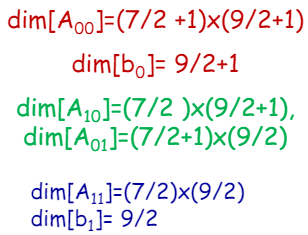 dim[A₀₀]=(7/2 +1)x(9/2+1)
dim[b₀]= 9/2+1
dim[A₁₀]=(7/2 )x(9/2+1),
dim[A₀₁]=(7/2+1)x(9/2)
dim[A₁₁]=(7/2)x(9/2)
dim[b₁]= 9/2